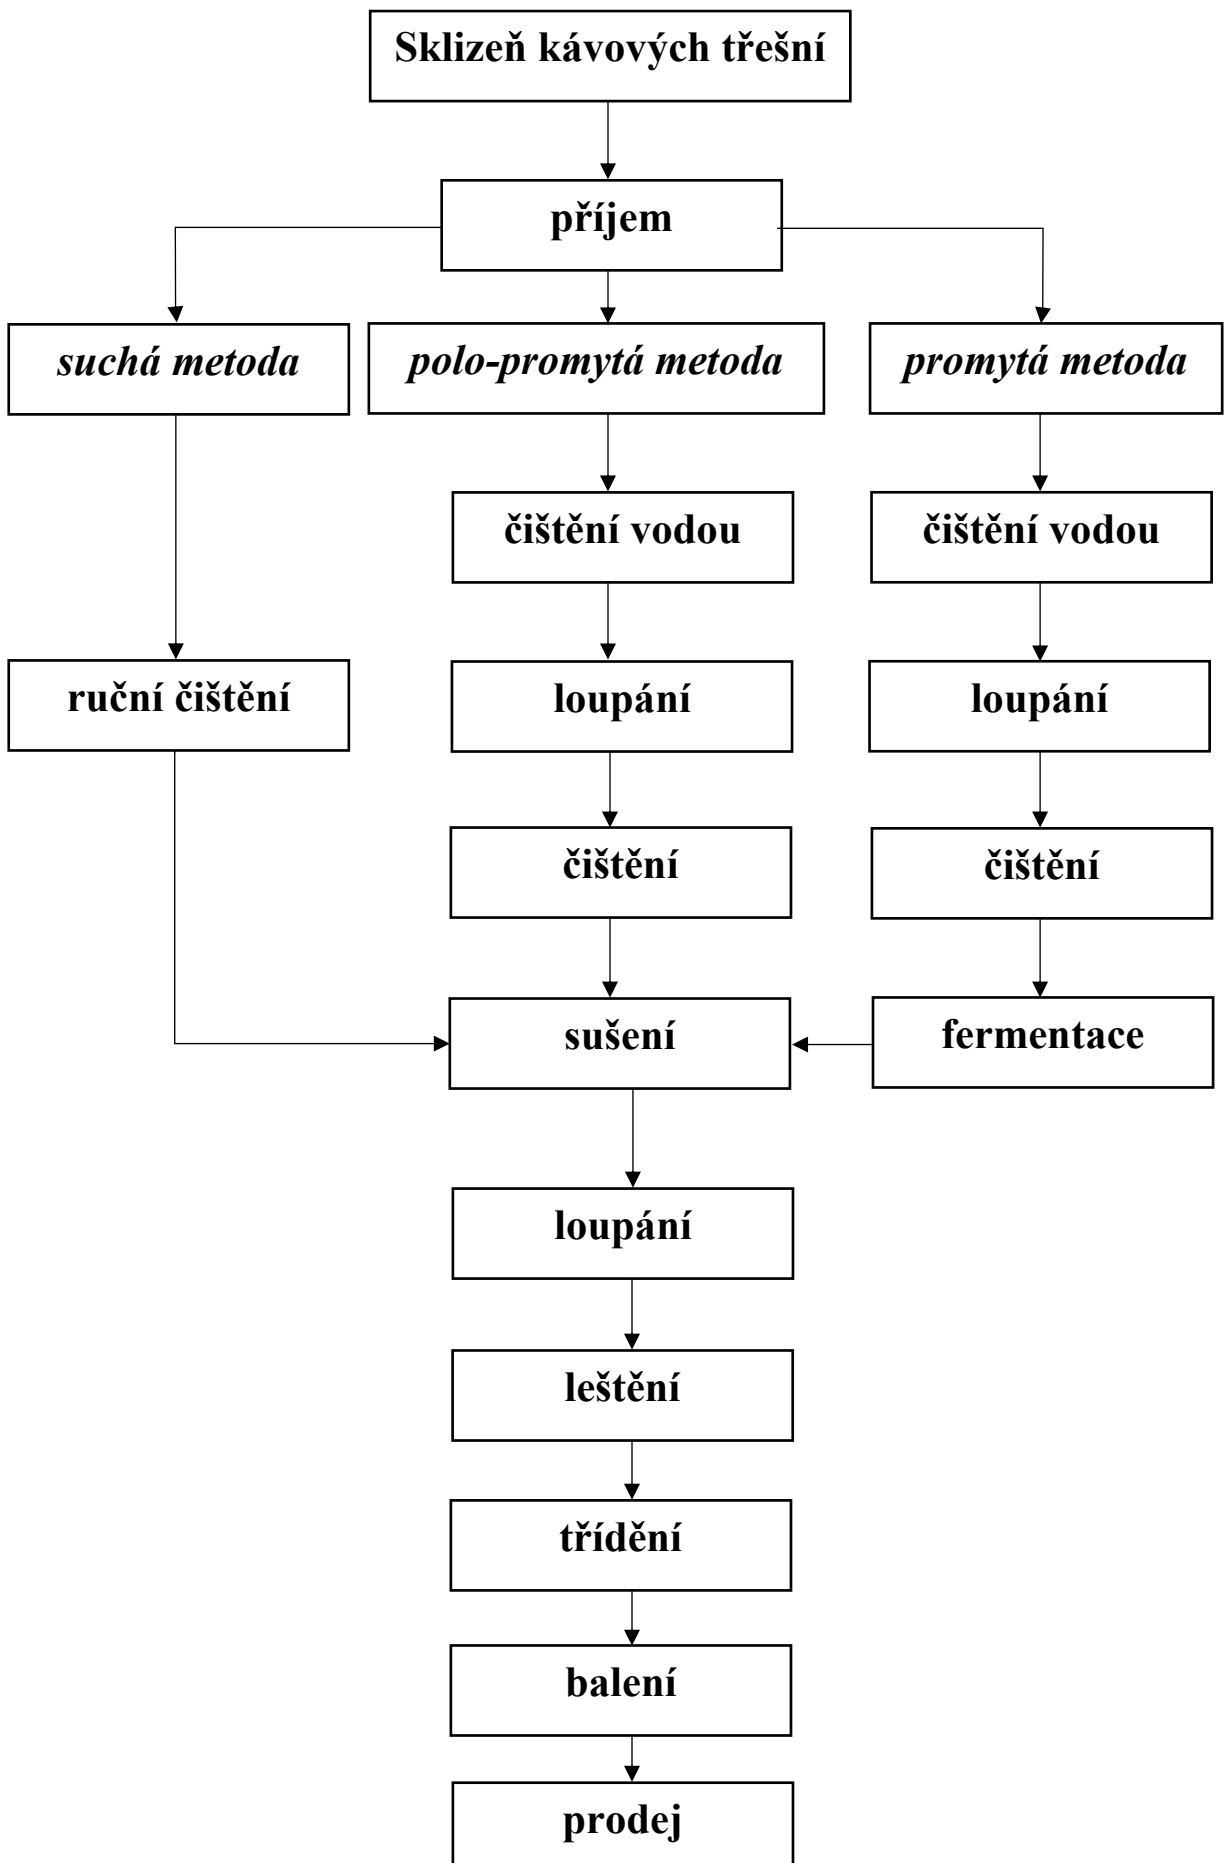 Sklizeň kávových třešní
příjem
suchá metoda
polo-promytá metoda
promytá metoda
čištění vodou
čištění vodou
ruční čištění
loupání
loupání
čištění
čištění
sušení
fermentace
loupání
leštění
třídění
balení
prodej